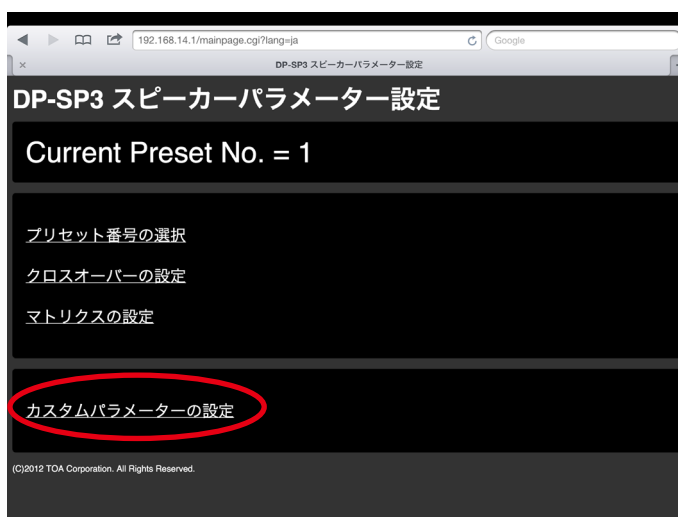 192.168.14.1/mainpage.cgi?lang=ja
Google
DP-SP3 スピーカーパラメーター設定
DP-SP3 スピーカーパラメーター設定
Current Preset No. = 1
プリセット番号の選択
クロスオーバーの設定
マトリクスの設定
カスタムパラメーターの設定
(C)2012 TOA Corporation. All Rights Reserved.